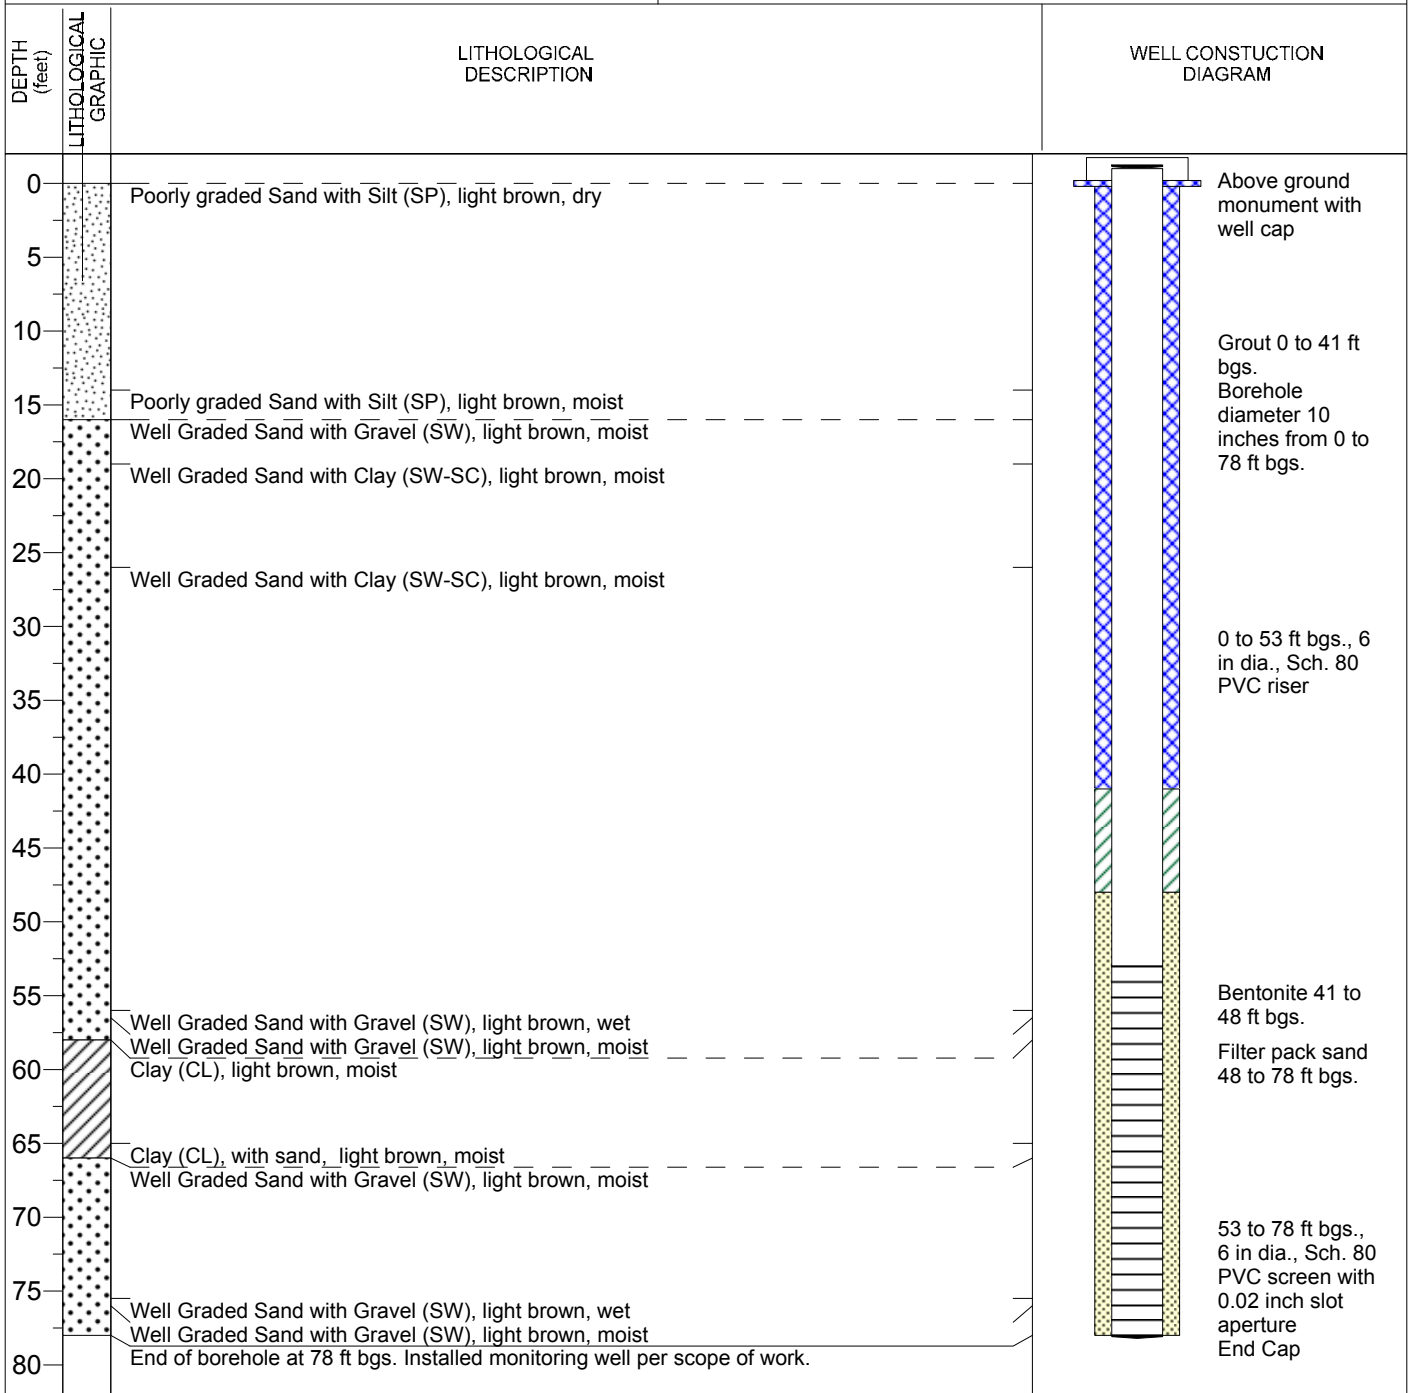 DEPTH
(feet)
LITHOLOGICAL
GRAPHIC
LITHOLOGICAL
DESCRIPTION
WELL CONSTUCTION
DIAGRAM
0
5
10
15
20
25
30
35
40
45
50
55
60
65
70
75
80
Poorly graded Sand with Silt (SP), light brown, dry
Poorly graded Sand with Silt (SP), light brown, moist
Well Graded Sand with Gravel (SW), light brown, moist
Well Graded Sand with Clay (SW-SC), light brown, moist
Well Graded Sand with Clay (SW-SC), light brown, moist
Well Graded Sand with Gravel (SW), light brown, wet
Well Graded Sand with Gravel (SW), light brown, moist
Clay (CL), light brown, moist
Clay (CL), with sand, light brown, moist
Well Graded Sand with Gravel (SW), light brown, moist
Well Graded Sand with Gravel (SW), light brown, wet
Well Graded Sand with Gravel (SW), light brown, moist
End of borehole at 78 ft bgs. Installed monitoring well per scope of work.
Above ground
monument with
well cap
Grout 0 to 41 ft
bgs.
Borehole
diameter 10
inches from 0 to
78 ft bgs.
0 to 53 ft bgs., 6
in dia., Sch. 80
PVC riser
Bentonite 41 to
48 ft bgs.
Filter pack sand
48 to 78 ft bgs.
53 to 78 ft bgs.,
6 in dia., Sch. 80
PVC screen with
0.02 inch slot
aperture
End Cap